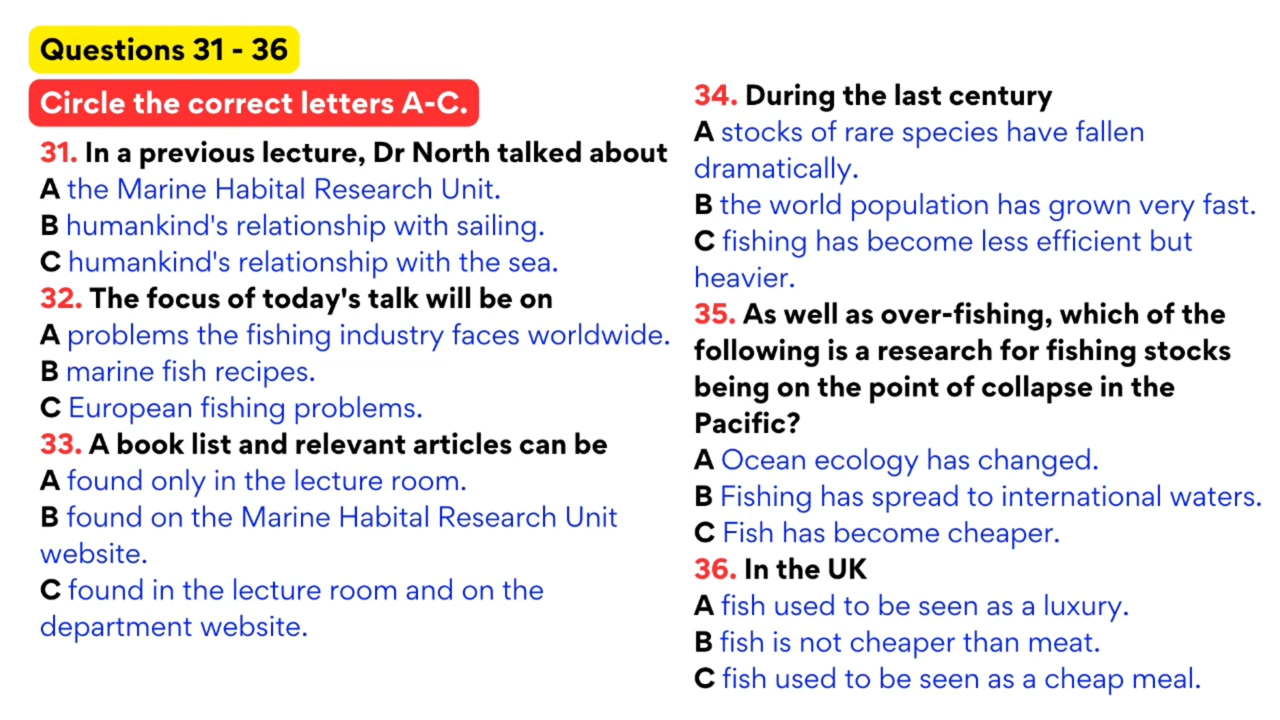 Questions 31 - 36
Circle the correct letters A-C.
31. In a previous lecture, Dr North talked about
A the Marine Habital Research Unit.
B humankind's relationship with sailing.
C humankind's relationship with the sea.
32. The focus of today's talk will be on
A problems the fishing industry faces worldwide.
B marine fish recipes.
C European fishing problems.
33. A book list and relevant articles can be
A found only in the lecture room.
B found on the Marine Habital Research Unit
website.
C found in the lecture room and on the
department website.
34. During the last century
A stocks of rare species have fallen
dramatically.
B the world population has grown very fast.
C fishing has become less efficient but
heavier.
35. As well as over-fishing, which of the
following is a research for fishing stocks
being on the point of collapse in the
Pacific?
A Ocean ecology has changed.
B Fishing has spread to international waters.
C Fish has become cheaper.
36. In the UK
A fish used to be seen as a luxury.
B fish is not cheaper than meat.
C fish used to be seen as a cheap meal.